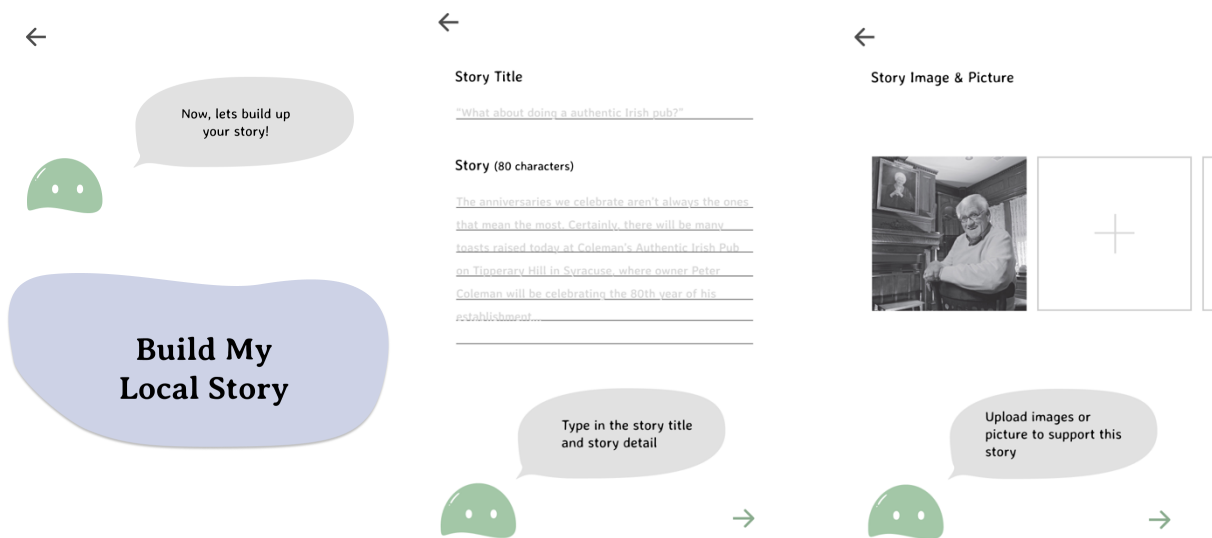 Now, lets build up
your story!
Build My
Local Story
Story Title
"What about doing a authentic Irish pub?"
Story (80 characters)
The anniversaries we celebrate aren't always the ones
that mean the most. Certainly, there will be many
toasts raised today at Coleman's Authentic Irish Pub
on Tipperary Hill in Syracuse, where owner Peter
Coleman will be celebrating the 80th year of his
establishment...
Type in the story title
and story detail
Story Image & Picture
Upload images or
picture to support this
story